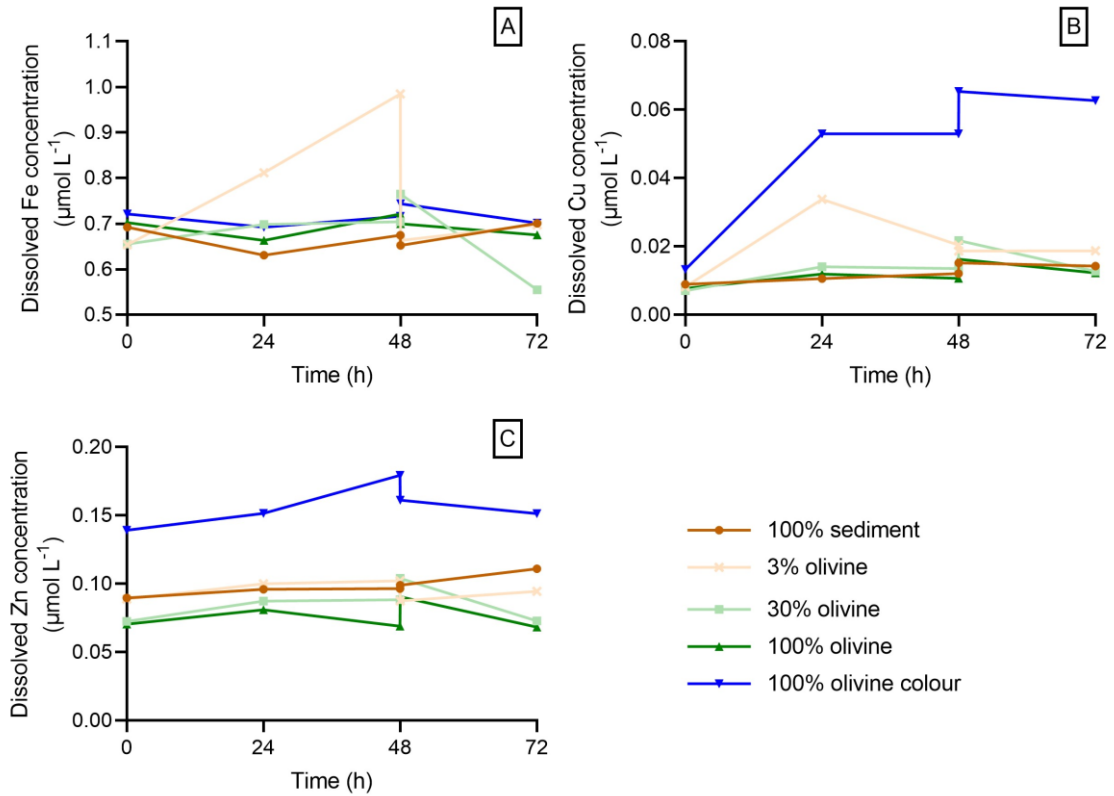 A
Dissolved Fe concentration
(µmol L⁻¹)
1.1
1.0
0.9
0.8
0.7
0.6
0.5
0
24
48
72
Time (h)
B
Dissolved Cu concentration
(µmol L⁻¹)
0.08
0.06
0.04
0.02
0.00
0
24
48
72
Time (h)
C
Dissolved Zn concentration
(µmol L⁻¹)
0.20
0.15
0.10
0.05
0.00
0
24
48
72
Time (h)
100% sediment
3% olivine
30% olivine
100% olivine
100% olivine colour